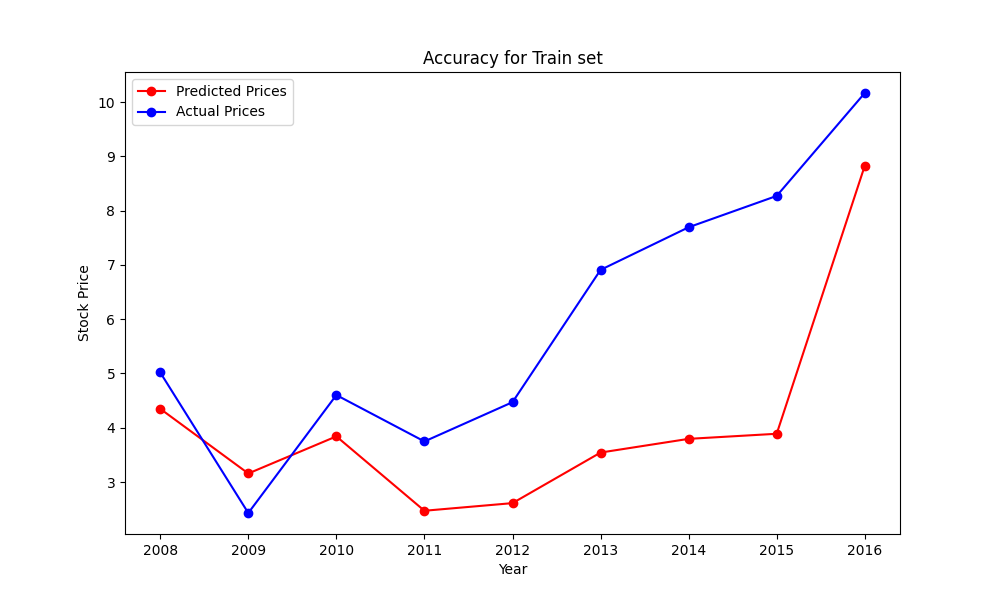 Accuracy for Train set
Predicted Prices
Actual Prices
10
9
8
7
6
5
4
3
Stock Price
2008 2009 2010 2011 2012 2013 2014 2015 2016
Year